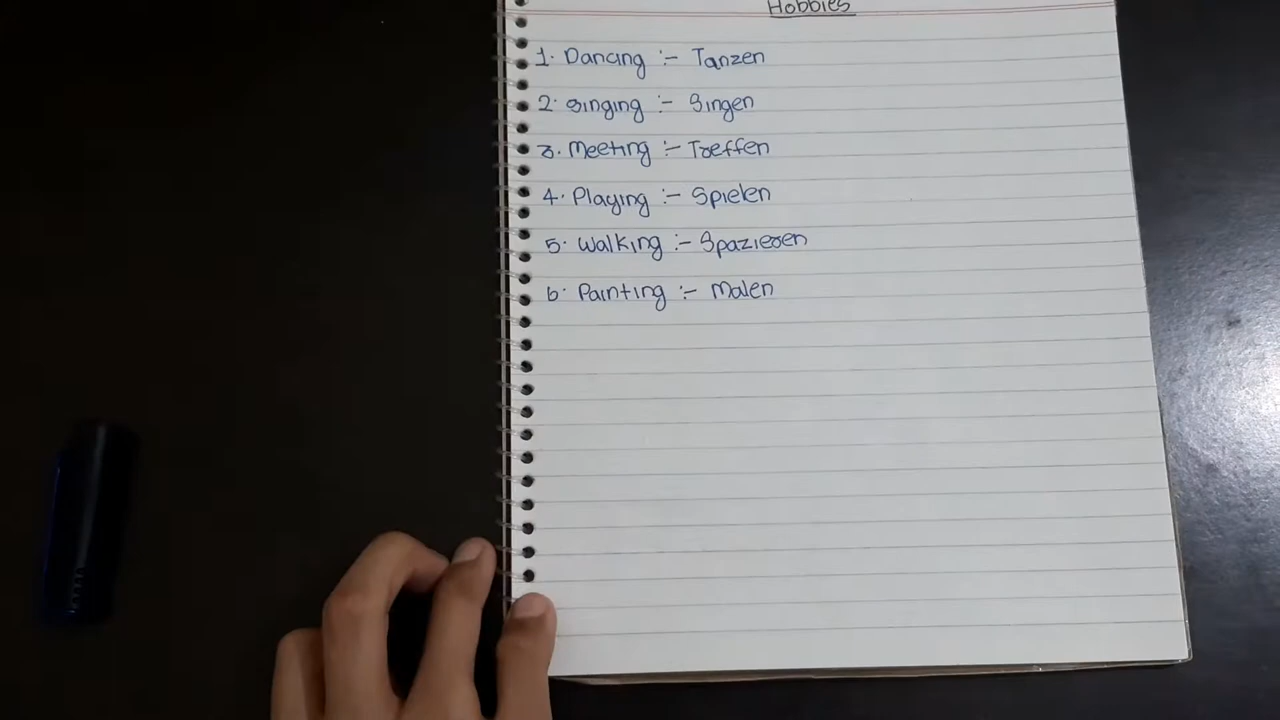 Hobbies
1. Dancing :- Tanzen
2. singing :- Singen
3. Meeting :- Treffen
4. Playing :- Spielen
5. Walking :- Spazieren
6. Painting :- Malen